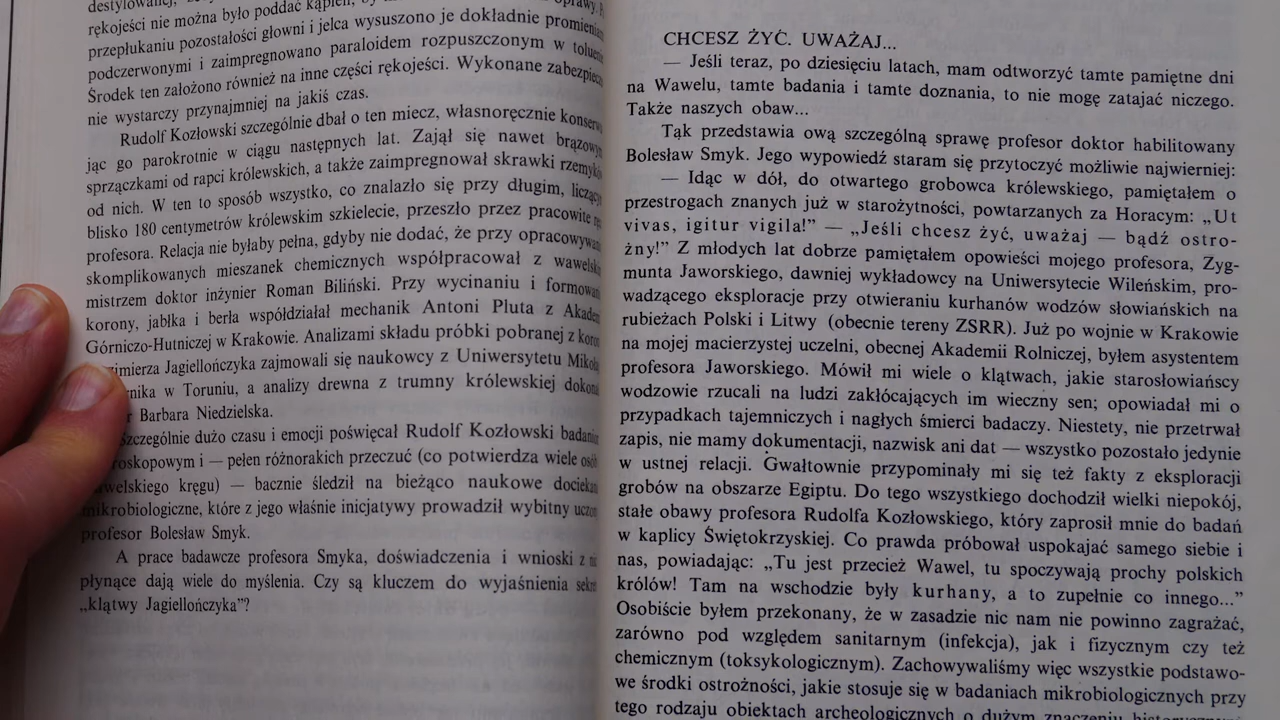 destylowanej,
rękojeści nie można było poddać kąpieli, by
przepłukaniu pozostałości głowni i jelca wysuszono je dokładnie
podczerwonymi i zaimpregnowano paraloidem rozpuszczonym w
Środek ten założono również na inne części rękojeści. Wykonane
nie wystarczy przynajmniej na jakiś czas.
Rudolf Kozłowski szczególnie dbał o ten miecz, własnoręcznie
jąc go parokrotnie w ciągu następnych lat. Zajął się nawet
sprzączkami od rapci królewskich, a także zaimpregnował skrawki
od nich. W ten to sposób wszystko, co znalazło się przy długim,
blisko 180 centymetrów królewskim szkielecie, przeszło przez pracowite
profesora. Relacja nie byłaby pełna, gdyby nie dodać, że przy
skomplikowanych mieszanek chemicznych współpracował z
mistrzem doktor inżynier Roman Biliński. Przy wycinaniu i
korony, jabłka i berła współdziałał mechanik Antoni Pluta z
Górniczo-Hutniczej w Krakowie. Analizami składu próbki pobranej z
Jagiellończyka zajmowali się naukowcy z Uniwersytetu
w Toruniu, a analizy drewna z trumny królewskiej
Barbara Niedzielska.
Szczególnie dużo czasu i emocji poświęcał Rudolf Kozłowski
i — pełen różnorakich przeczuć (co potwierdza wiele
kręgu) — bacznie śledził na bieżąco naukowe
mikrobiologiczne, które z jego właśnie inicjatywy prowadził wybitny
profesor Bolesław Smyk.
A prace badawcze profesora Smyka, doświadczenia i wnioski z
płynące dają wiele do myślenia. Czy są kluczem do wyjaśnienia
„klątwy Jagiellończyka”?
CHCESZ ŻYĆ. UWAŻAJ...
— Jeśli teraz, po dziesięciu latach, mam odtworzyć tamte pamiętne dni
na Wawelu, tamte badania i tamte doznania, to nie mogę zatajać niczego.
Także naszych obaw...
Tąk przedstawia ową szczególną sprawę profesor doktor habilitowany
Bolesław Smyk. Jego wypowiedź staram się przytoczyć możliwie najwierniej:
— Idąc w dół, do otwartego grobowca królewskiego, pamiętałem o
przestrogach znanych już w starożytności, powtarzanych za Horacym: „Ut
vivas, igitur vigila!” — „Jeśli chcesz żyć, uważaj — bądź ostro-
żny!” Z młodych lat dobrze pamiętałem opowieści mojego profesora, Zyg-
munta Jaworskiego, dawniej wykładowcy na Uniwersytecie Wileńskim, pro-
wadzącego eksploracje przy otwieraniu kurhanów wodzów słowiańskich na
rubieżach Polski i Litwy (obecnie tereny ZSRR). Już po wojnie w Krakowie
na mojej macierzystej uczelni, obecnej Akademii Rolniczej, byłem asystentem
profesora Jaworskiego. Mówił mi wiele o klątwach, jakie starosłowiańscy
wodzowie rzucali na ludzi zakłócających im wieczny sen; opowiadał mi o
przypadkach tajemniczych i nagłych śmierci badaczy. Niestety, nie przetrwał
zapis, nie mamy dokumentacji, nazwisk ani dat — wszystko pozostało jedynie
w ustnej relacji. Gwałtownie przypominały mi się też fakty z eksploracji
grobów na obszarze Egiptu. Do tego wszystkiego dochodził wielki niepokój,
stałe obawy profesora Rudolfa Kozłowskiego, który zaprosił mnie do badań
w kaplicy Świętokrzyskiej. Co prawda próbował uspokajać samego siebie i
nas, powiadając: „Tu jest przecież Wawel, tu spoczywają prochy polskich
królów! Tam na wschodzie były kurhany, a to zupełnie co innego...”
Osobiście byłem przekonany, że w zasadzie nic nam nie powinno zagrażać,
zarówno pod względem sanitarnym (infekcja), jak i fizycznym czy też
chemicznym (toksykologicznym). Zachowywaliśmy więc wszystkie podstawo-
we środki ostrożności, jakie stosuje się w badaniach mikrobiologicznych przy
tego rodzaju obiektach archeologicznych o dużym znaczeniu